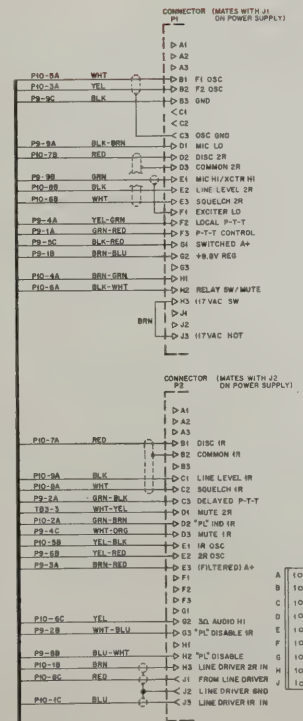 CONNECTOR (MATES WITH J1
P1 ON POWER SUPPLY)
A1
A2
A3
P10-5A WHT B1 F1 OSC
P10-3A YEL B2 F2 OSC
P9-9C BLK B3 GND
C1
C2
C3 OSC GND
P9-9A BLK-BRN D1 MIC LO
P10-7B RED D2 DISC 2R
D3 COMMON 2R
P9-9B GRN E1 MIC HI/XCTR HI
P10-8B BLK E2 LINE LEVEL 2R
P10-6B WHT E3 SQUELCH 2R
F1 EXCITER LO
P9-4A YEL-GRN F2 LOCAL P-T-T
P9-1A GRN-RED F3 P-T-T CONTROL
P9-5C BLK-RED G1 SWITCHED A+
P9-1B BRN-BLU G2 +9.8V REG
G3
P10-4A BRN-GRN H1
P10-6A BLK-WHT H2 RELAY SW/MUTE
H3 117VAC SW
J1
BRN J2
J3 117VAC HOT
CONNECTOR (MATES WITH J2
P2 ON POWER SUPPLY)
A1
A2
A3
P10-7A RED B1 DISC 1R
B2 COMMON 1R
B3
P10-9A BLK C1 LINE LEVEL 1R
P10-8A WHT C2 SQUELCH 1R
P9-2A GRN-BLK C3 DELAYED P-T-T
TB3-3 WHT-YEL D1 MUTE 2R
P10-2A GRN-BRN D2 "PL" IND 1R
P9-4C WHT-ORG D3 MUTE 1R
P10-5B YEL-BLK E1 1R OSC
P9-6B YEL-RED E2 2R OSC
P9-3A BRN-RED E3 (FILTERED) A+
F1
F2
F3
G1
P10-6C YEL G2 3Ω AUDIO HI
P9-2B WHT-BLU G3 "PL" DISABLE 1R
H1
P9-8B BLU-WHT H2 "PL" DISABLE
P10-1B BRN H3 LINE DRIVER 2R IN
P10-8C RED J1 FROM LINE DRIVER
J2 LINE DRIVER GND
P10-1C BLU J3 LINE DRIVER 1R IN
A
B
C
D
E
F
G
H
J